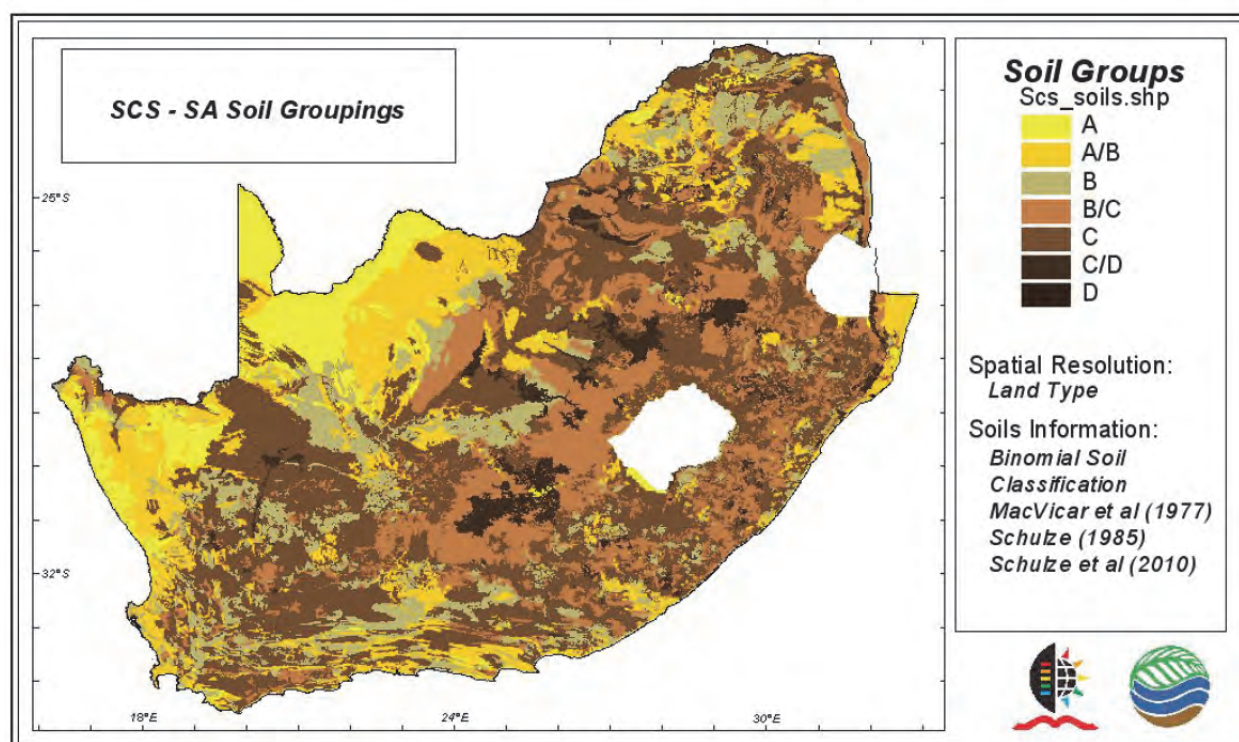 SCS - SA Soil Groupings
Soil Groups
Scs_soils.shp
A
A/B
B
B/C
C
C/D
D
Spatial Resolution:
Land Type
Soils Information:
Binomial Soil
Classification
MacVicar et al (1977)
Schulze (1985)
Schulze et al (2010)
26°S
32°S
18°E
24°E
30°E